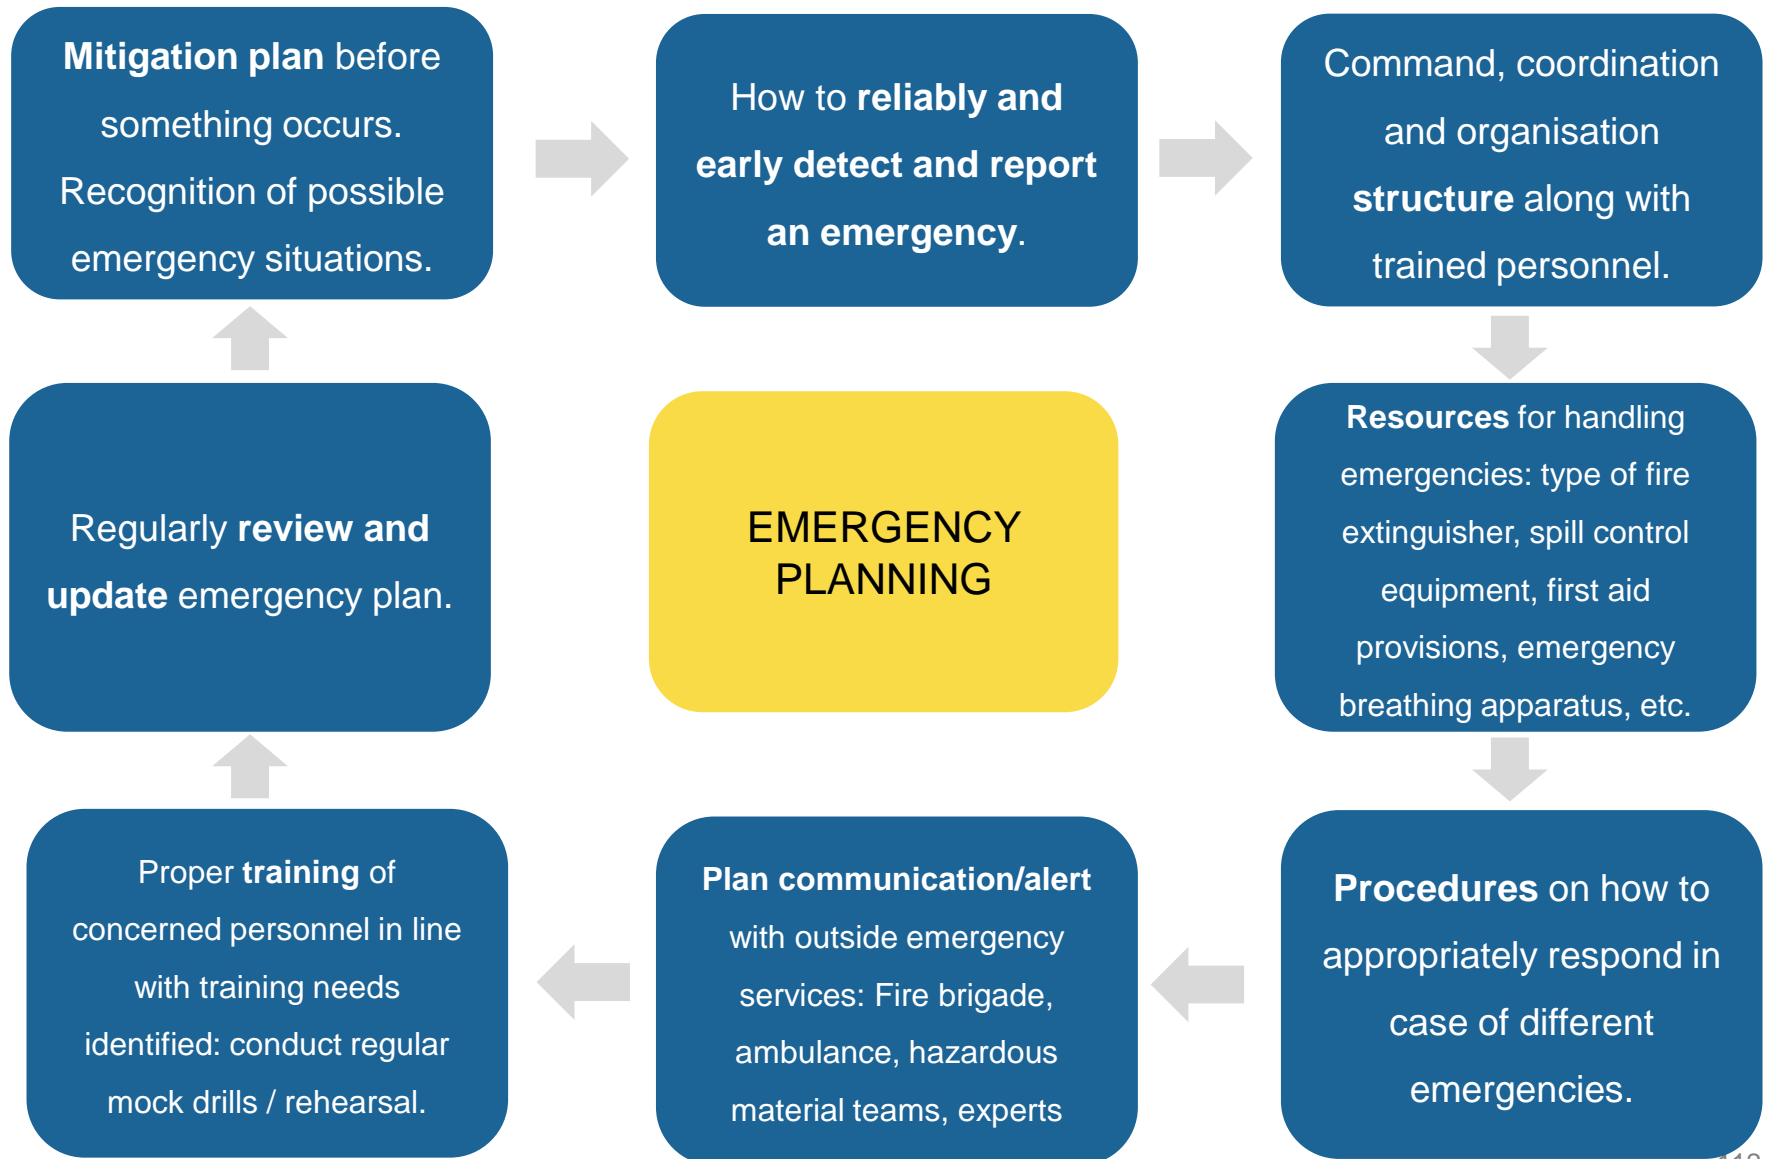 Mitigation plan before
something occurs.
Recognition of possible
emergency situations.
How to reliably and
early detect and report
an emergency.
Command, coordination
and organisation
structure along with
trained personnel.
Resources for handling
emergencies: type of fire
extinguisher, spill control
equipment, first aid
provisions, emergency
breathing apparatus, etc.
Procedures on how to
appropriately respond in
case of different
emergencies.
Plan communication/alert
with outside emergency
services: Fire brigade,
ambulance, hazardous
material teams, experts
Proper training of
concerned personnel in line
with training needs
identified: conduct regular
mock drills / rehearsal.
Regularly review and
update emergency plan.
EMERGENCY
PLANNING